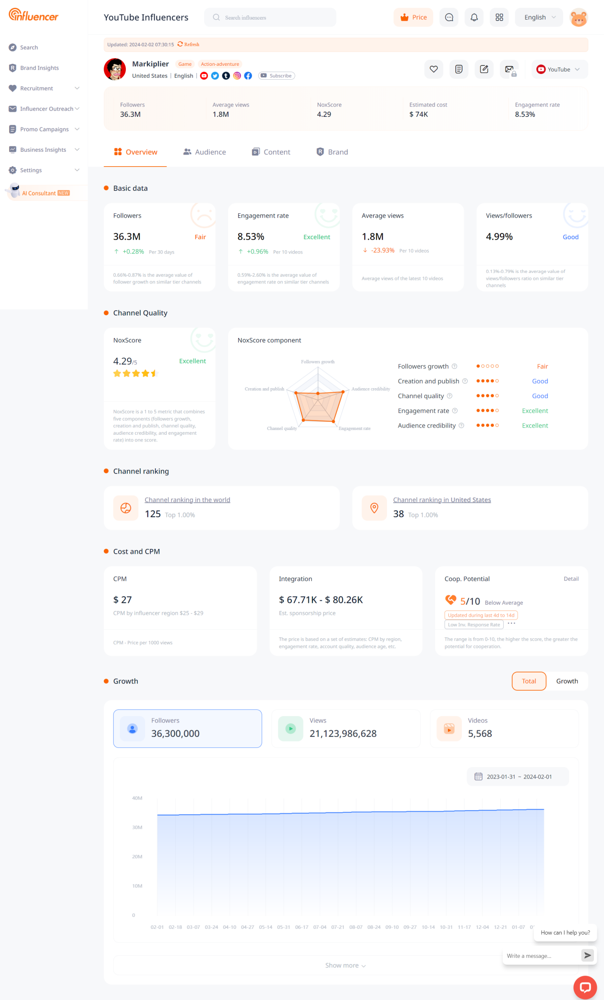 influencer
YouTube Influencers
Search influencers
Price
English
Search
Brand Insights
Recruitment
Influencer Outreach
Promo Campaigns
Business Insights
Settings
AI Consultant NEW
Updated: 2024-02-02 07:30:15 Refresh
Markiplier Game Action-adventure
United States | English | Subscribe
YouTube
Followers
36.3M
Average views
1.8M
NoxScore
4.29
Estimated cost
$ 74K
Engagement rate
8.53%
Overview
Audience
Content
Brand
Basic data
Followers
36.3M Fair
+0.28% Per 30 days
0.66%-0.87% is the average value of
follower growth on similar tier channels
Engagement rate
8.53% Excellent
+0.96% Per 10 videos
0.59%-2.60% is the average value of
engagement rate on similar tier channels
Average views
1.8M
-23.93% Per 10 videos
Average views of the latest 10 videos
Views/followers
4.99% Good
0.13%-0.79% is the average value of
views/followers ratio on similar tier
channels
Channel Quality
NoxScore
4.29/5 Excellent
NoxScore is a 1 to 5 metric that combines
five components (followers growth,
creation and publish, channel quality,
audience credibility, and engagement
rate) into one score.
NoxScore component
Followers growth
Creation and publish
Audience credibility
Channel quality
Engagement rate
Followers growth Fair
Creation and publish Good
Channel quality Good
Engagement rate Excellent
Audience credibility Excellent
Channel ranking
Channel ranking in the world
125 Top 1.00%
Channel ranking in United States
38 Top 1.00%
Cost and CPM
CPM
$ 27
CPM by influencer region $25 - $29
CPM - Price per 1000 views
Integration
$ 67.71K - $ 80.26K
Est. sponsorship price
The price is based on a set of estimates: CPM by region,
engagement rate, account quality, audience age, etc.
Coop. Potential Detail
5/10 Below Average
Updated during last 4d to 14d
Low Inv. Response Rate ...
The range is from 0-10, the higher the score, the greater the
potential for cooperation.
Growth
Total Growth
Followers
36,300,000
Views
21,123,986,628
Videos
5,568
2023-01-31 ~ 2024-02-01
40M
30M
20M
10M
0
02-01 02-18 03-07 03-24 04-10 04-27 05-14 05-31 06-17 07-04 07-21 08-07 08-24 09-10 09-27 10-14 10-31 11-17 12-04 12-21 01-07
How can I help you?
Write a message...
Show more